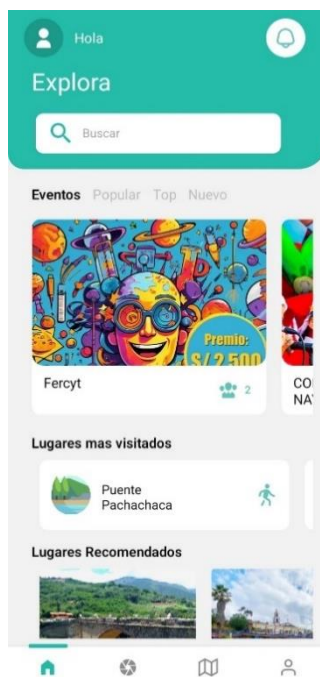 Hola
Explora
Buscar
Eventos Popular Top Nuevo
Premio:
S/2,500
Fercyt
2
CO
NA
Lugares mas visitados
Puente
Pachachaca
Lugares Recomendados